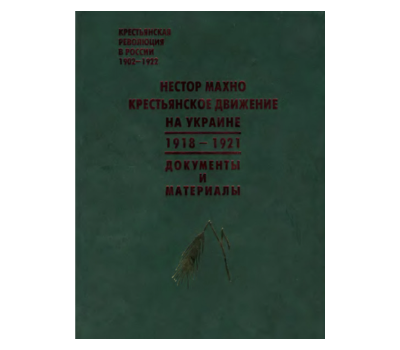 КРЕСТЬЯНСКАЯ
РЕВОЛЮЦИЯ
В РОССИИ
1902–1922
НЕСТОР МАХНО
КРЕСТЬЯНСКОЕ ДВИЖЕНИЕ
НА УКРАИНЕ
1918 – 1921
ДОКУМЕНТЫ
И
МАТЕРИАЛЫ